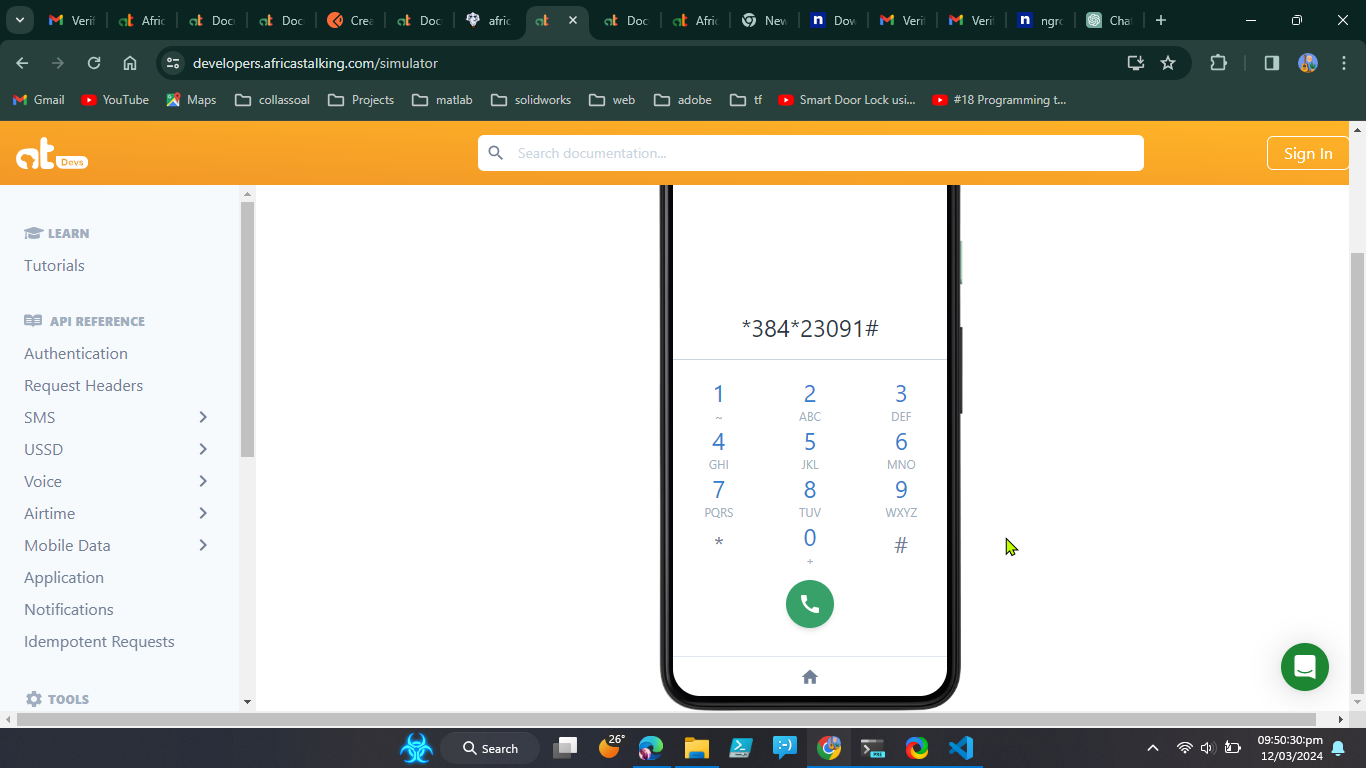 Verif
Afric
Doc
Doc
Crea
Doc
afric
Doc
Afric
New
Dow
Verif
Verif
ngro
Chat
developers.africastalking.com/simulator
Gmail
YouTube
Maps
collassoal
Projects
matlab
solidworks
web
adobe
tf
Smart Door Lock usi...
#18 Programming t...
at Devs
Search documentation...
Sign In
LEARN
Tutorials
API REFERENCE
Authentication
Request Headers
SMS
USSD
Voice
Airtime
Mobile Data
Application
Notifications
Idempotent Requests
TOOLS
*384*23091#
1 2 3
~ ABC DEF
4 5 6
GHI JKL MNO
7 8 9
PQRS TUV WXYZ
* 0 #
+
26°
Search
09:50:30:pm
12/03/2024